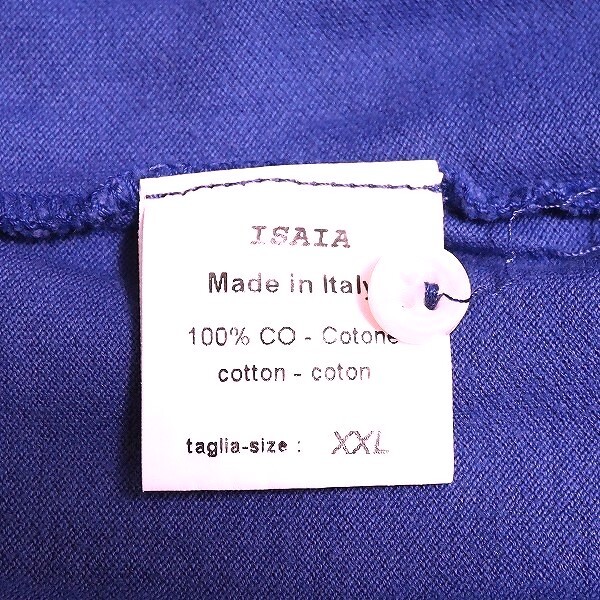 ISAIA
Made in Italy
100% CO - Cotone
cotton - coton
taglia-size : XXL